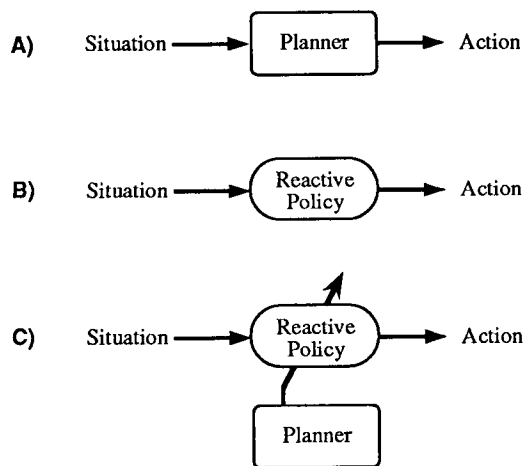 A) Situation Planner Action
B) Situation Reactive Policy Action
C) Situation Reactive Policy Action
Planner